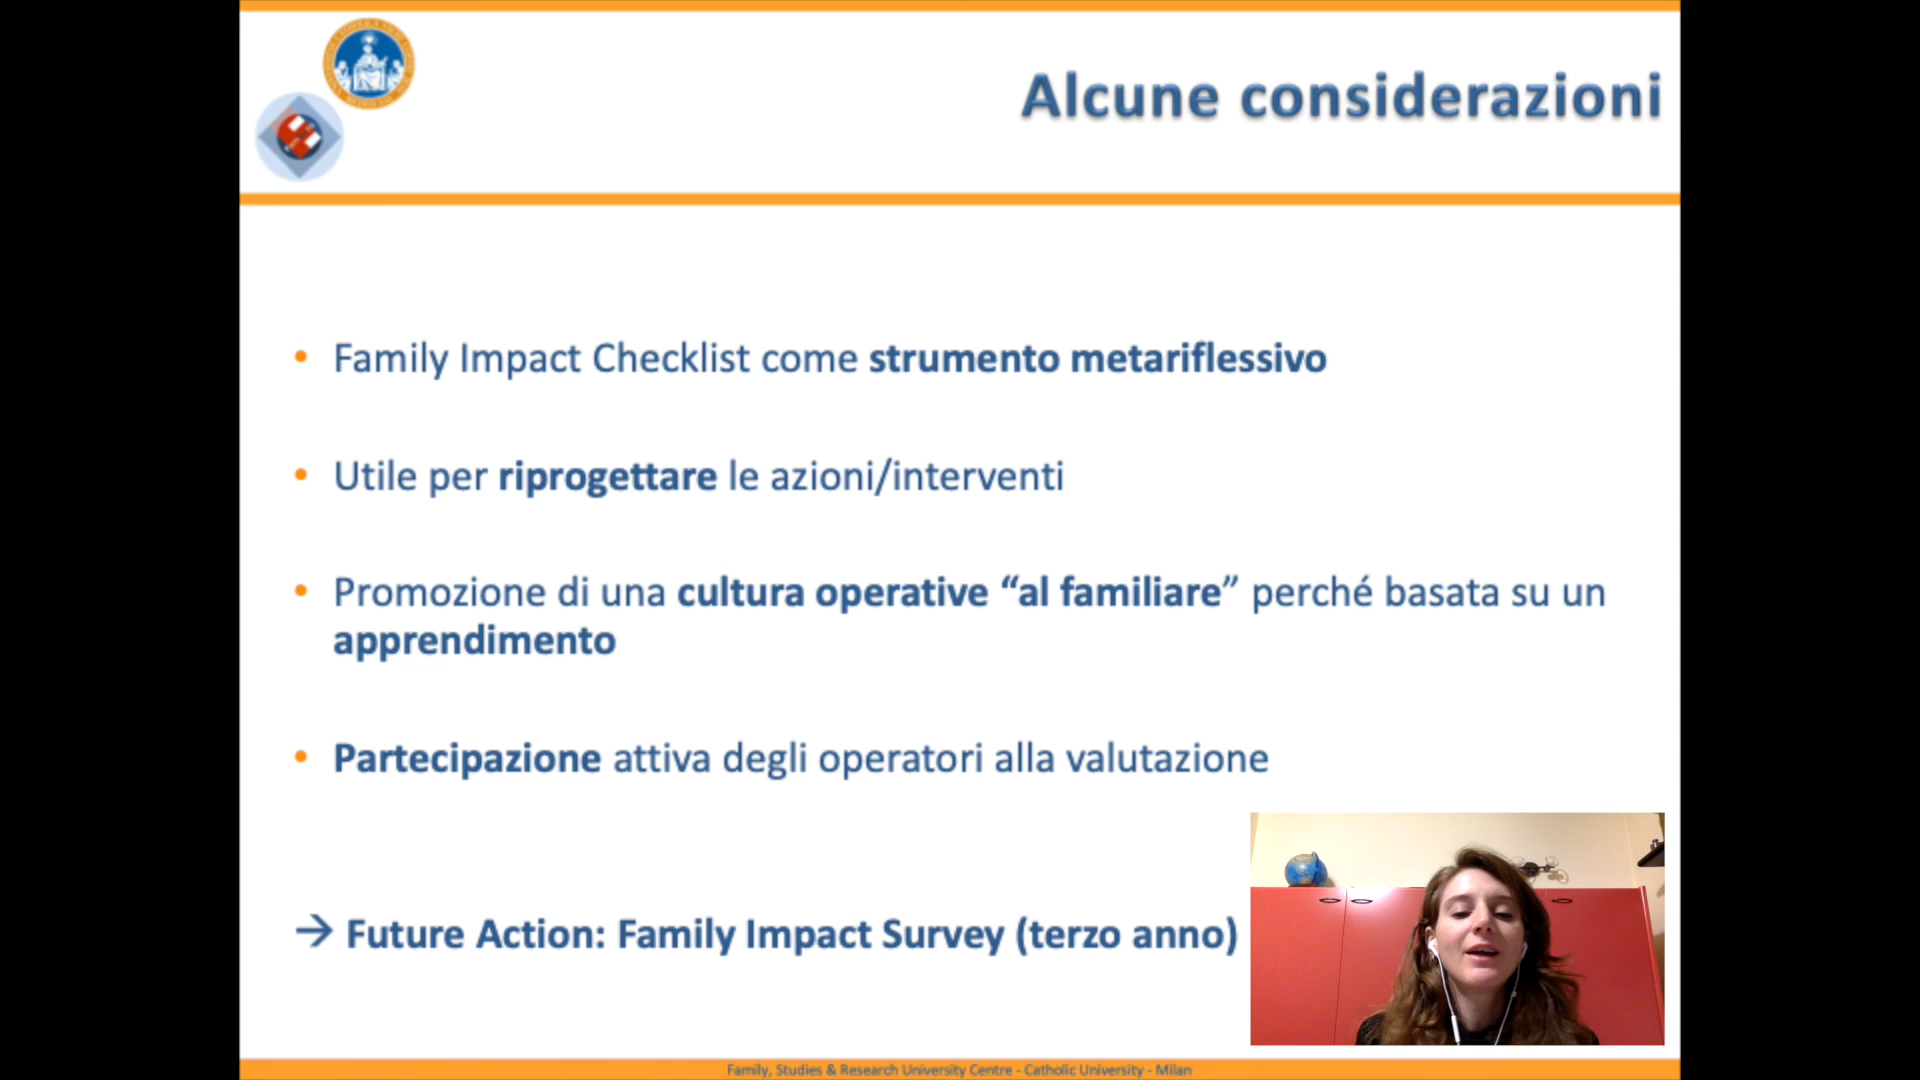 Alcune considerazioni
• Family Impact Checklist come strumento metariflessivo
• Utile per riprogettare le azioni/interventi
• Promozione di una cultura operative “al familiare” perché basata su un
apprendimento
• Partecipazione attiva degli operatori alla valutazione
→ Future Action: Family Impact Survey (terzo anno)
Family, Studies & Research University Centre - Catholic University - Milan